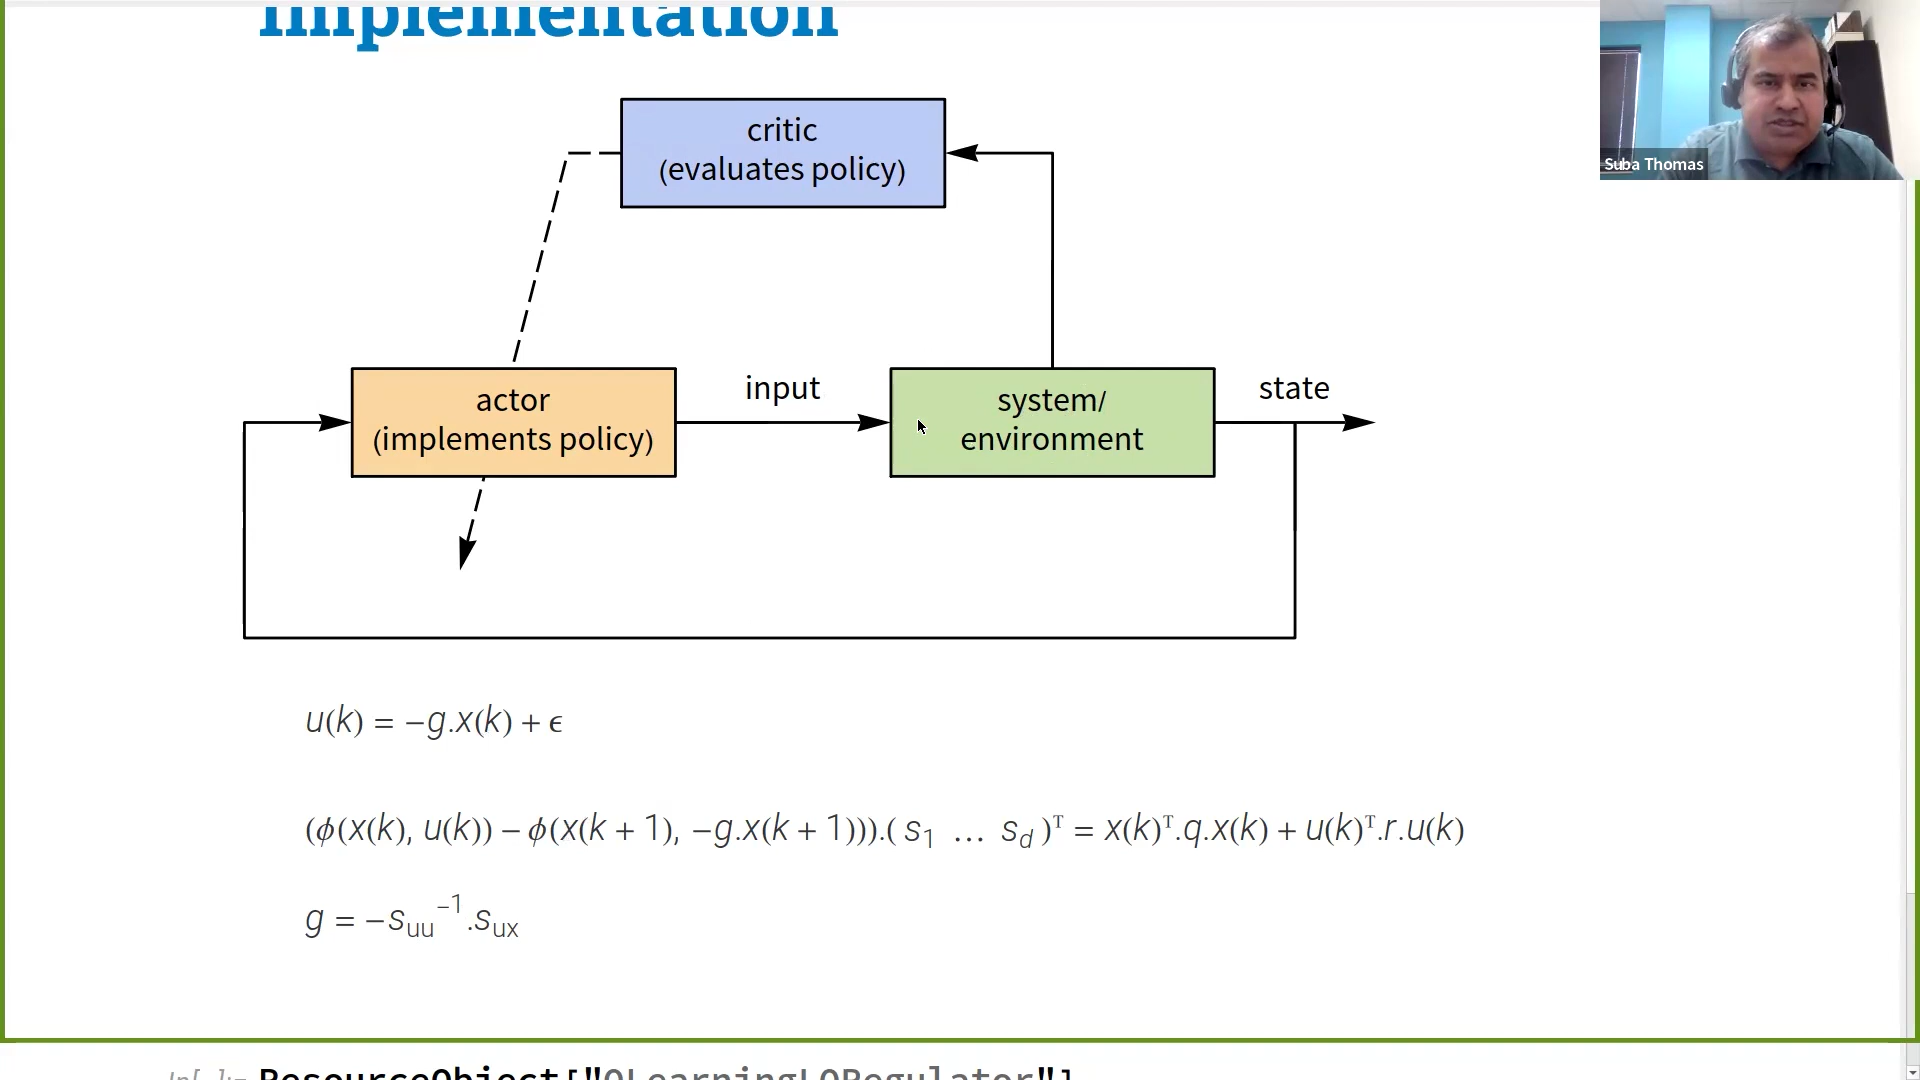 Implementation
critic
(evaluates policy)
Suba Thomas
actor
(implements policy)
input
system/
environment
state
u(k) = −g.x(k) + ϵ
(ϕ(x(k), u(k)) − ϕ(x(k + 1), −g.x(k + 1))).( s₁ … s_d )ᵀ = x(k)ᵀ.q.x(k) + u(k)ᵀ.r.u(k)
g = −s_uu⁻¹.s_ux
In[ ]:= ResourceObject["QLearningLQRegulator"]